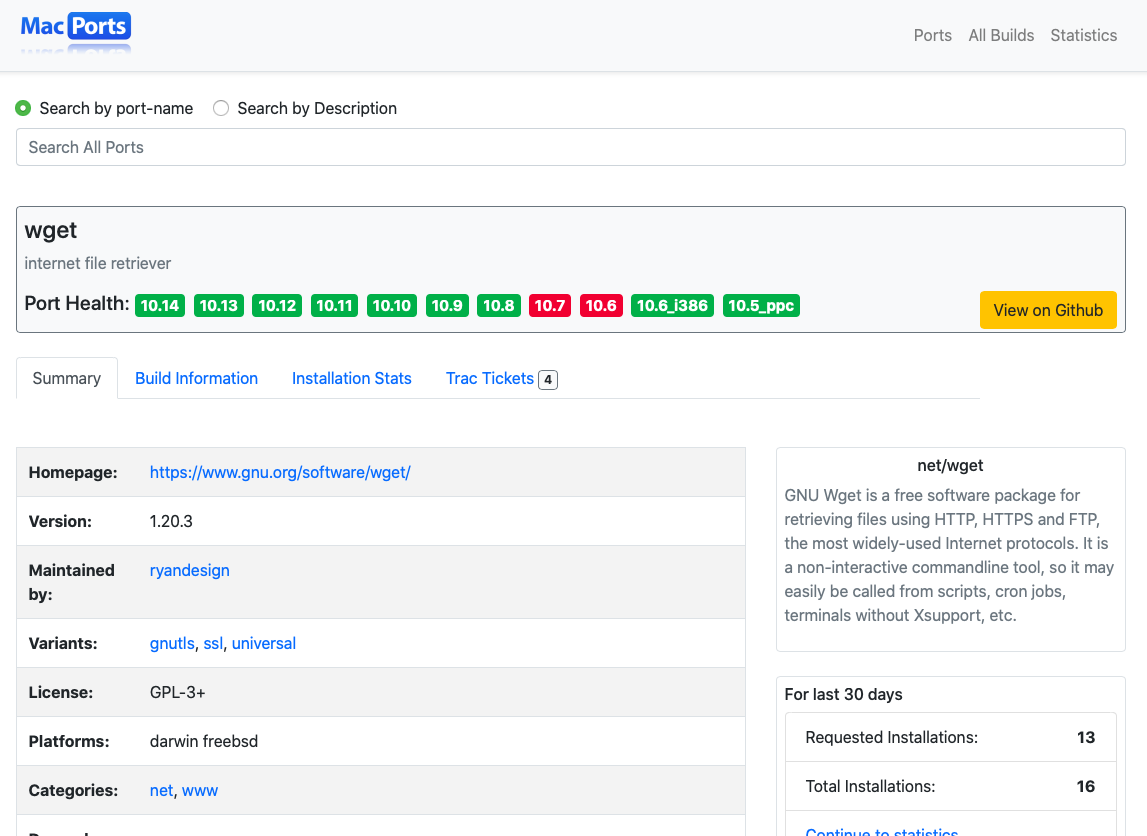 MacPorts
Ports All Builds Statistics
Search by port-name Search by Description
Search All Ports
wget
internet file retriever
Port Health: 10.14 10.13 10.12 10.11 10.10 10.9 10.8 10.7 10.6 10.6_i386 10.5_ppc
View on Github
Summary Build Information Installation Stats Trac Tickets 4
Homepage: https://www.gnu.org/software/wget/
Version: 1.20.3
Maintained by: ryandesign
Variants: gnutls, ssl, universal
License: GPL-3+
Platforms: darwin freebsd
Categories: net, www
net/wget
GNU Wget is a free software package for
retrieving files using HTTP, HTTPS and FTP,
the most widely-used Internet protocols. It is
a non-interactive commandline tool, so it may
easily be called from scripts, cron jobs,
terminals without Xsupport, etc.
For last 30 days
Requested Installations: 13
Total Installations: 16
Continue to statistics